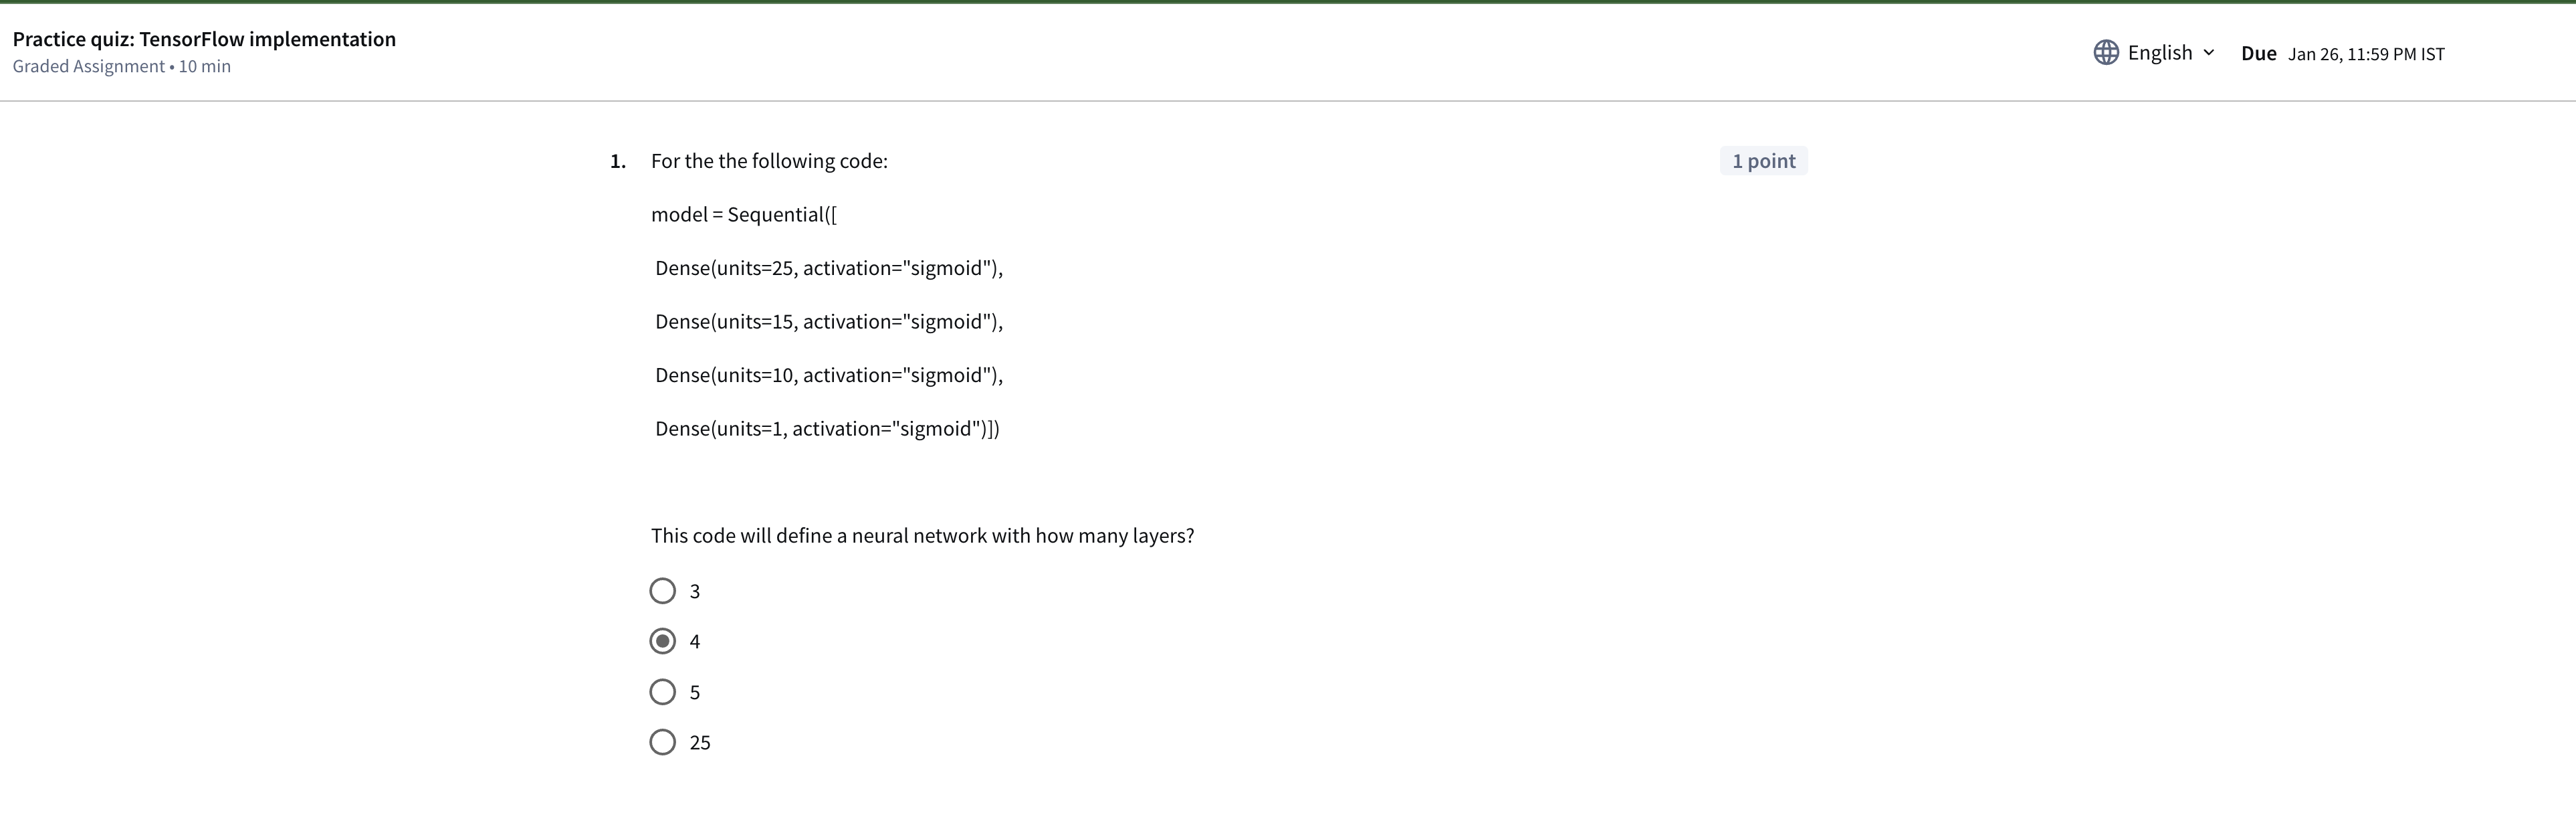 Practice quiz: TensorFlow implementation
Graded Assignment • 10 min
English
Due Jan 26, 11:59 PM IST
1. For the the following code:
1 point
model = Sequential([
Dense(units=25, activation="sigmoid"),
Dense(units=15, activation="sigmoid"),
Dense(units=10, activation="sigmoid"),
Dense(units=1, activation="sigmoid")])
This code will define a neural network with how many layers?
3
4
5
25